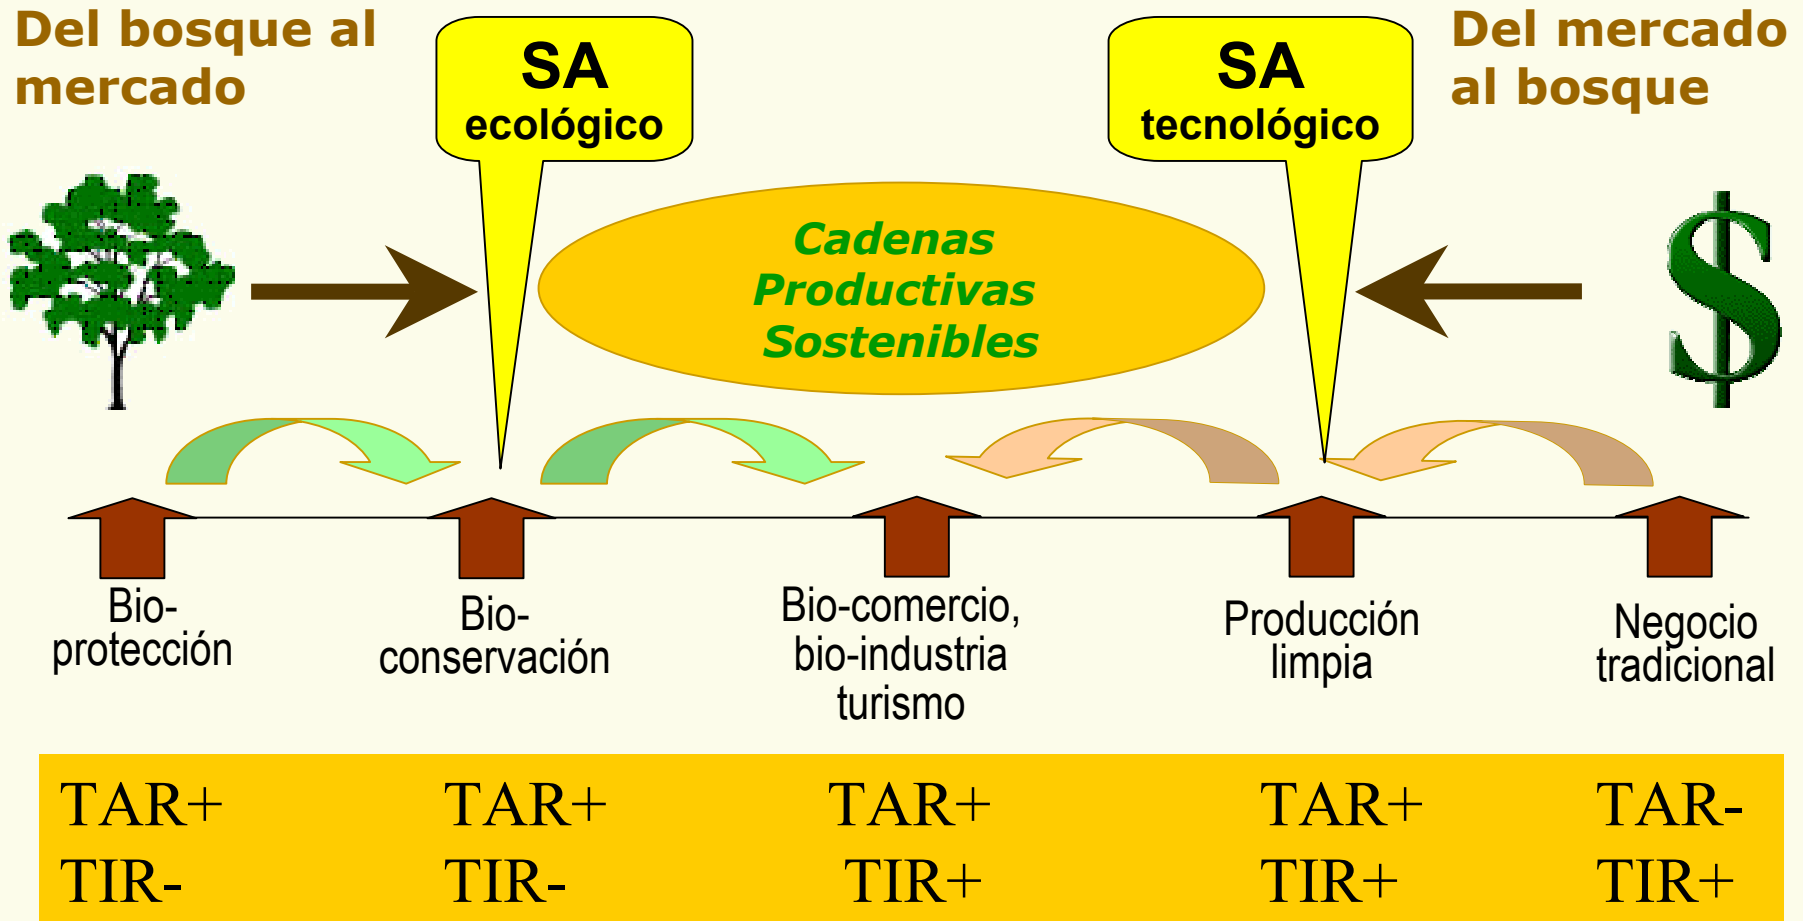 Del bosque al
mercado
SA
ecológico
SA
tecnológico
Del mercado
al bosque
Cadenas
Productivas
Sostenibles
$
Bio-
protección
Bio-
conservación
Bio-comercio,
bio-industria
turismo
Producción
limpia
Negocio
tradicional
TAR+ TAR+ TAR+ TAR+ TAR-
TIR- TIR- TIR+ TIR+ TIR+